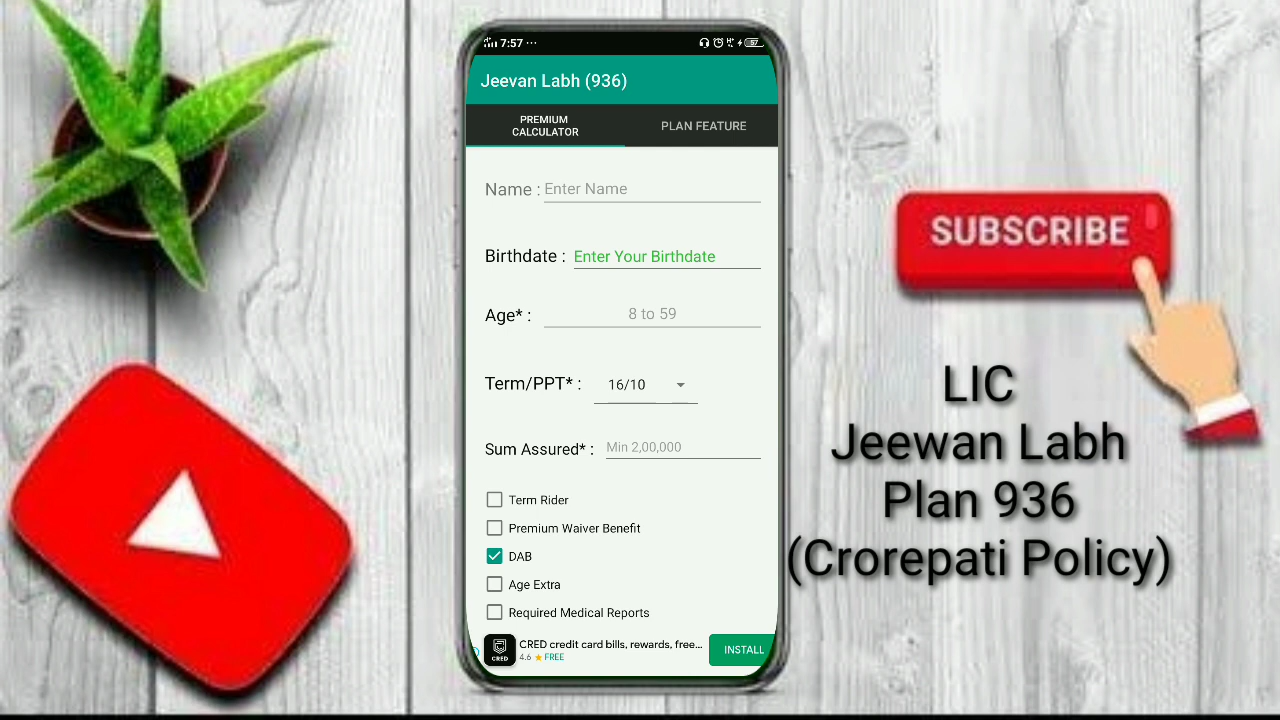 7:57 ...
57
Jeevan Labh (936)
PREMIUM
CALCULATOR
PLAN FEATURE
Name : Enter Name
Birthdate : Enter Your Birthdate
Age* : 8 to 59
Term/PPT* : 16/10
Sum Assured* : Min 2,00,000
Term Rider
Premium Waiver Benefit
DAB
Age Extra
Required Medical Reports
CRED
CRED credit card bills, rewards, free...
4.6 ★ FREE
INSTALL
SUBSCRIBE
LIC
Jeewan Labh
Plan 936
(Crorepati Policy)